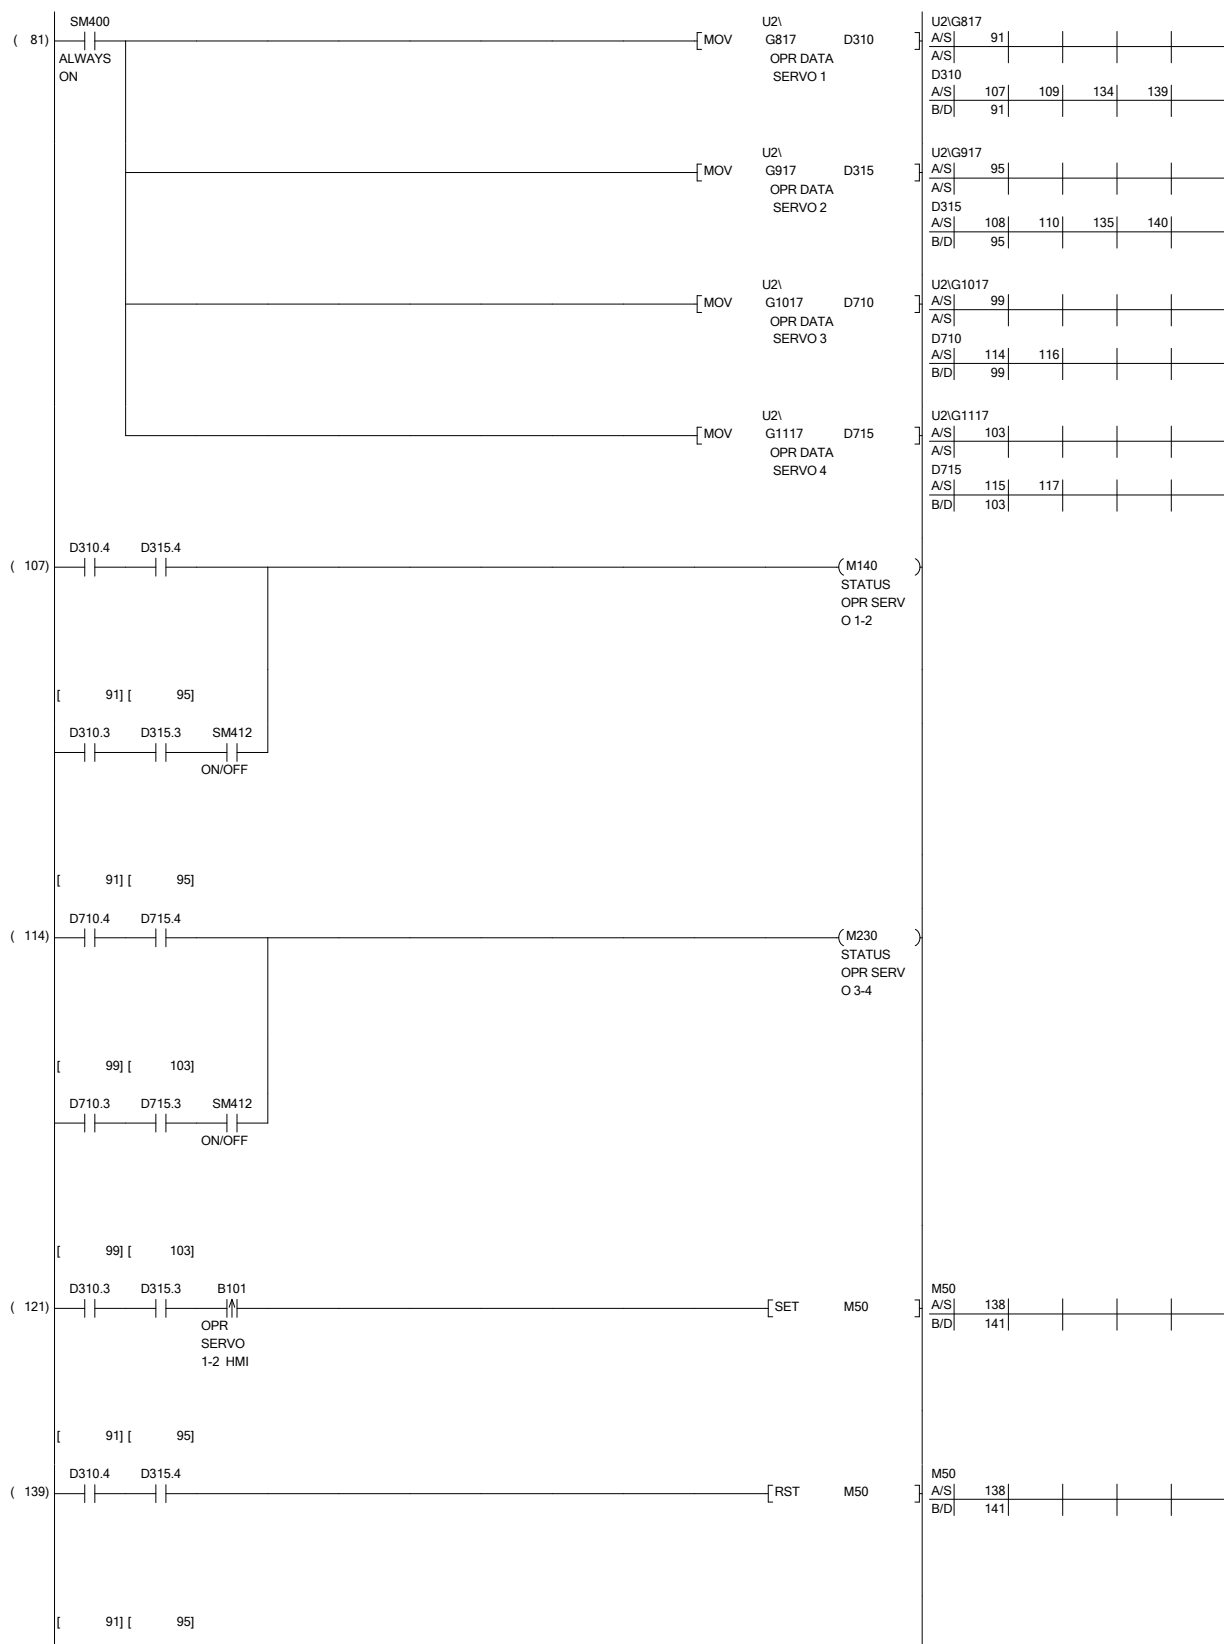 SM400 U2\ U2\G817
( 81) [ MOV G817 D310 ] A/S 91
ALWAYS OPR DATA A/S
ON SERVO 1 D310
A/S 107 109 134 139
B/D 91
U2\ U2\G917
[ MOV G917 D315 ] A/S 95
OPR DATA A/S
SERVO 2 D315
A/S 108 110 135 140
B/D 95
U2\ U2\G1017
[ MOV G1017 D710 ] A/S 99
OPR DATA A/S
SERVO 3 D710
A/S 114 116
B/D 99
U2\ U2\G1117
[ MOV G1117 D715 ] A/S 103
OPR DATA A/S
SERVO 4 D715
A/S 115 117
B/D 103
D310.4 D315.4
( 107) ( M140 )
STATUS
OPR SERV
O 1-2
[ 91] [ 95]
D310.3 D315.3 SM412
ON/OFF
[ 91] [ 95]
D710.4 D715.4
( 114) ( M230 )
STATUS
OPR SERV
O 3-4
[ 99] [ 103]
D710.3 D715.3 SM412
ON/OFF
[ 99] [ 103]
D310.3 D315.3 B101 M50
( 121) [ SET M50 ] A/S 138
OPR B/D 141
SERVO
1-2 HMI
[ 91] [ 95]
D310.4 D315.4 M50
( 139) [ RST M50 ] A/S 138
B/D 141
[ 91] [ 95]